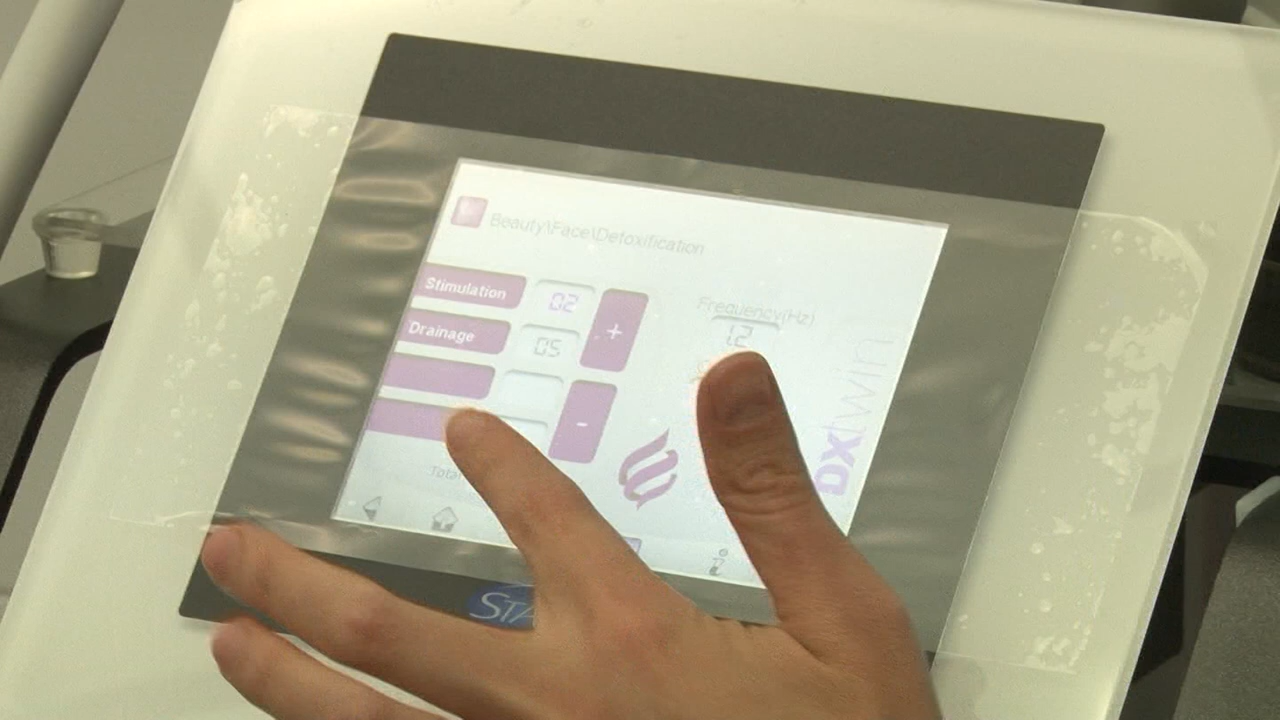 Beauty\Face\Detoxification
Stimulation 02
Drainage 05
+
-
Frequency(Hz)
12
DXtwin